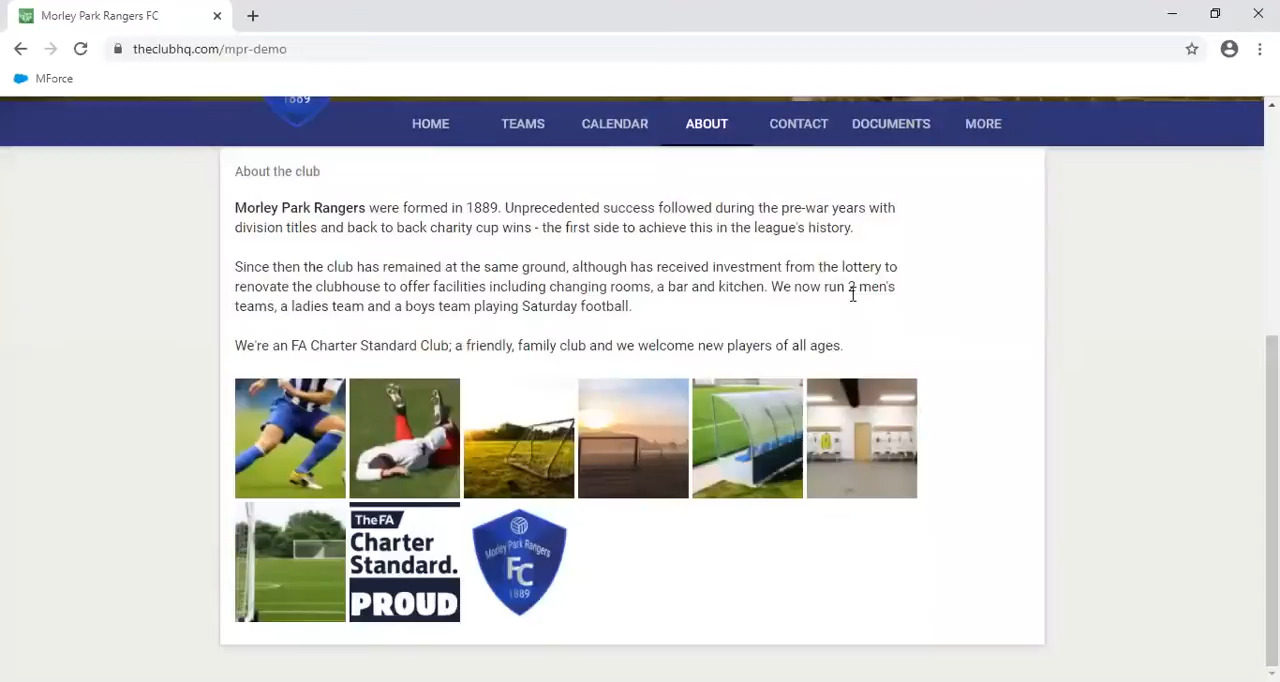 Morley Park Rangers FC
theclubhq.com/mpr-demo
MForce
1889
HOME TEAMS CALENDAR ABOUT CONTACT DOCUMENTS MORE
About the club
Morley Park Rangers were formed in 1889. Unprecedented success followed during the pre-war years with
division titles and back to back charity cup wins - the first side to achieve this in the league's history.
Since then the club has remained at the same ground, although has received investment from the lottery to
renovate the clubhouse to offer facilities including changing rooms, a bar and kitchen. We now run men's
teams, a ladies team and a boys team playing Saturday football.
We're an FA Charter Standard Club; a friendly, family club and we welcome new players of all ages.
The FA
Charter
Standard.
PROUD
Morley Park Rangers
FC
1889